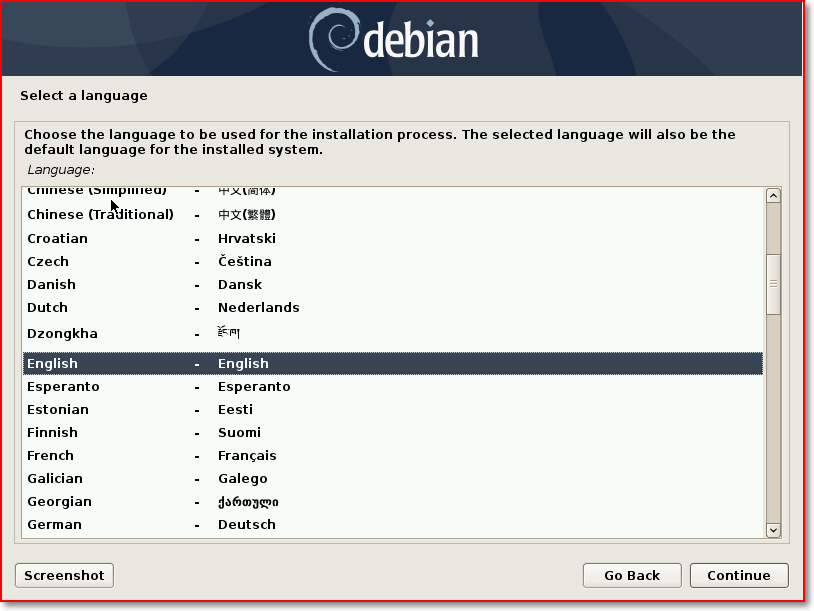 debian
Select a language
Choose the language to be used for the installation process. The selected language will also be the
default language for the installed system.
Language:
Chinese (Simplified) - 中文(简体)
Chinese (Traditional) - 中文(繁體)
Croatian - Hrvatski
Czech - Čeština
Danish - Dansk
Dutch - Nederlands
Dzongkha - རྫོང་ཁ།
English - English
Esperanto - Esperanto
Estonian - Eesti
Finnish - Suomi
French - Français
Galician - Galego
Georgian - ქართული
German - Deutsch
Screenshot Go Back Continue